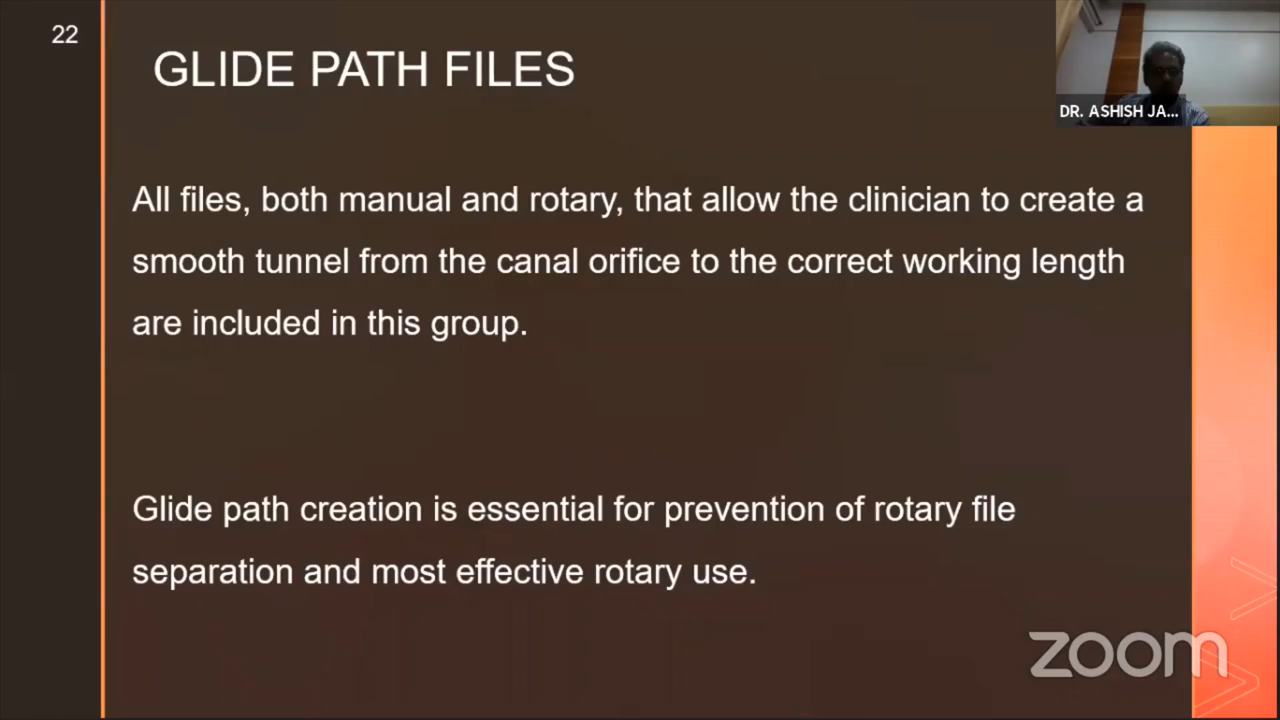 22
GLIDE PATH FILES
DR. ASHISH JA...
All files, both manual and rotary, that allow the clinician to create a
smooth tunnel from the canal orifice to the correct working length
are included in this group.
Glide path creation is essential for prevention of rotary file
separation and most effective rotary use.
zoom